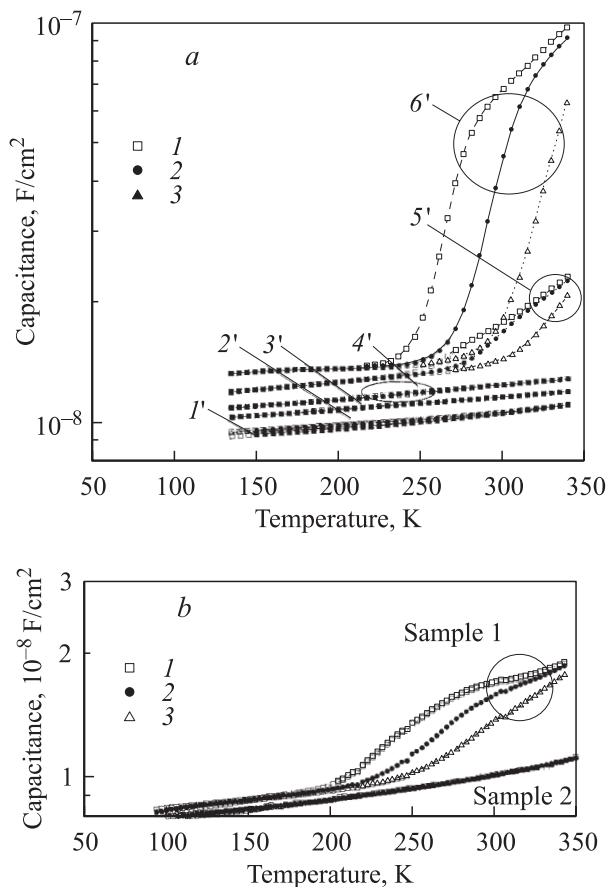 10⁻⁷
a
6'
1
2
3
5'
Capacitance, F/cm²
4'
3'
2'
1'
10⁻⁸
50 100 150 200 250 300 350
Temperature, K
3
b
Sample 1
1
2
2
3
Capacitance, 10⁻⁸ F/cm²
1
Sample 2
50 100 150 200 250 300 350
Temperature, K